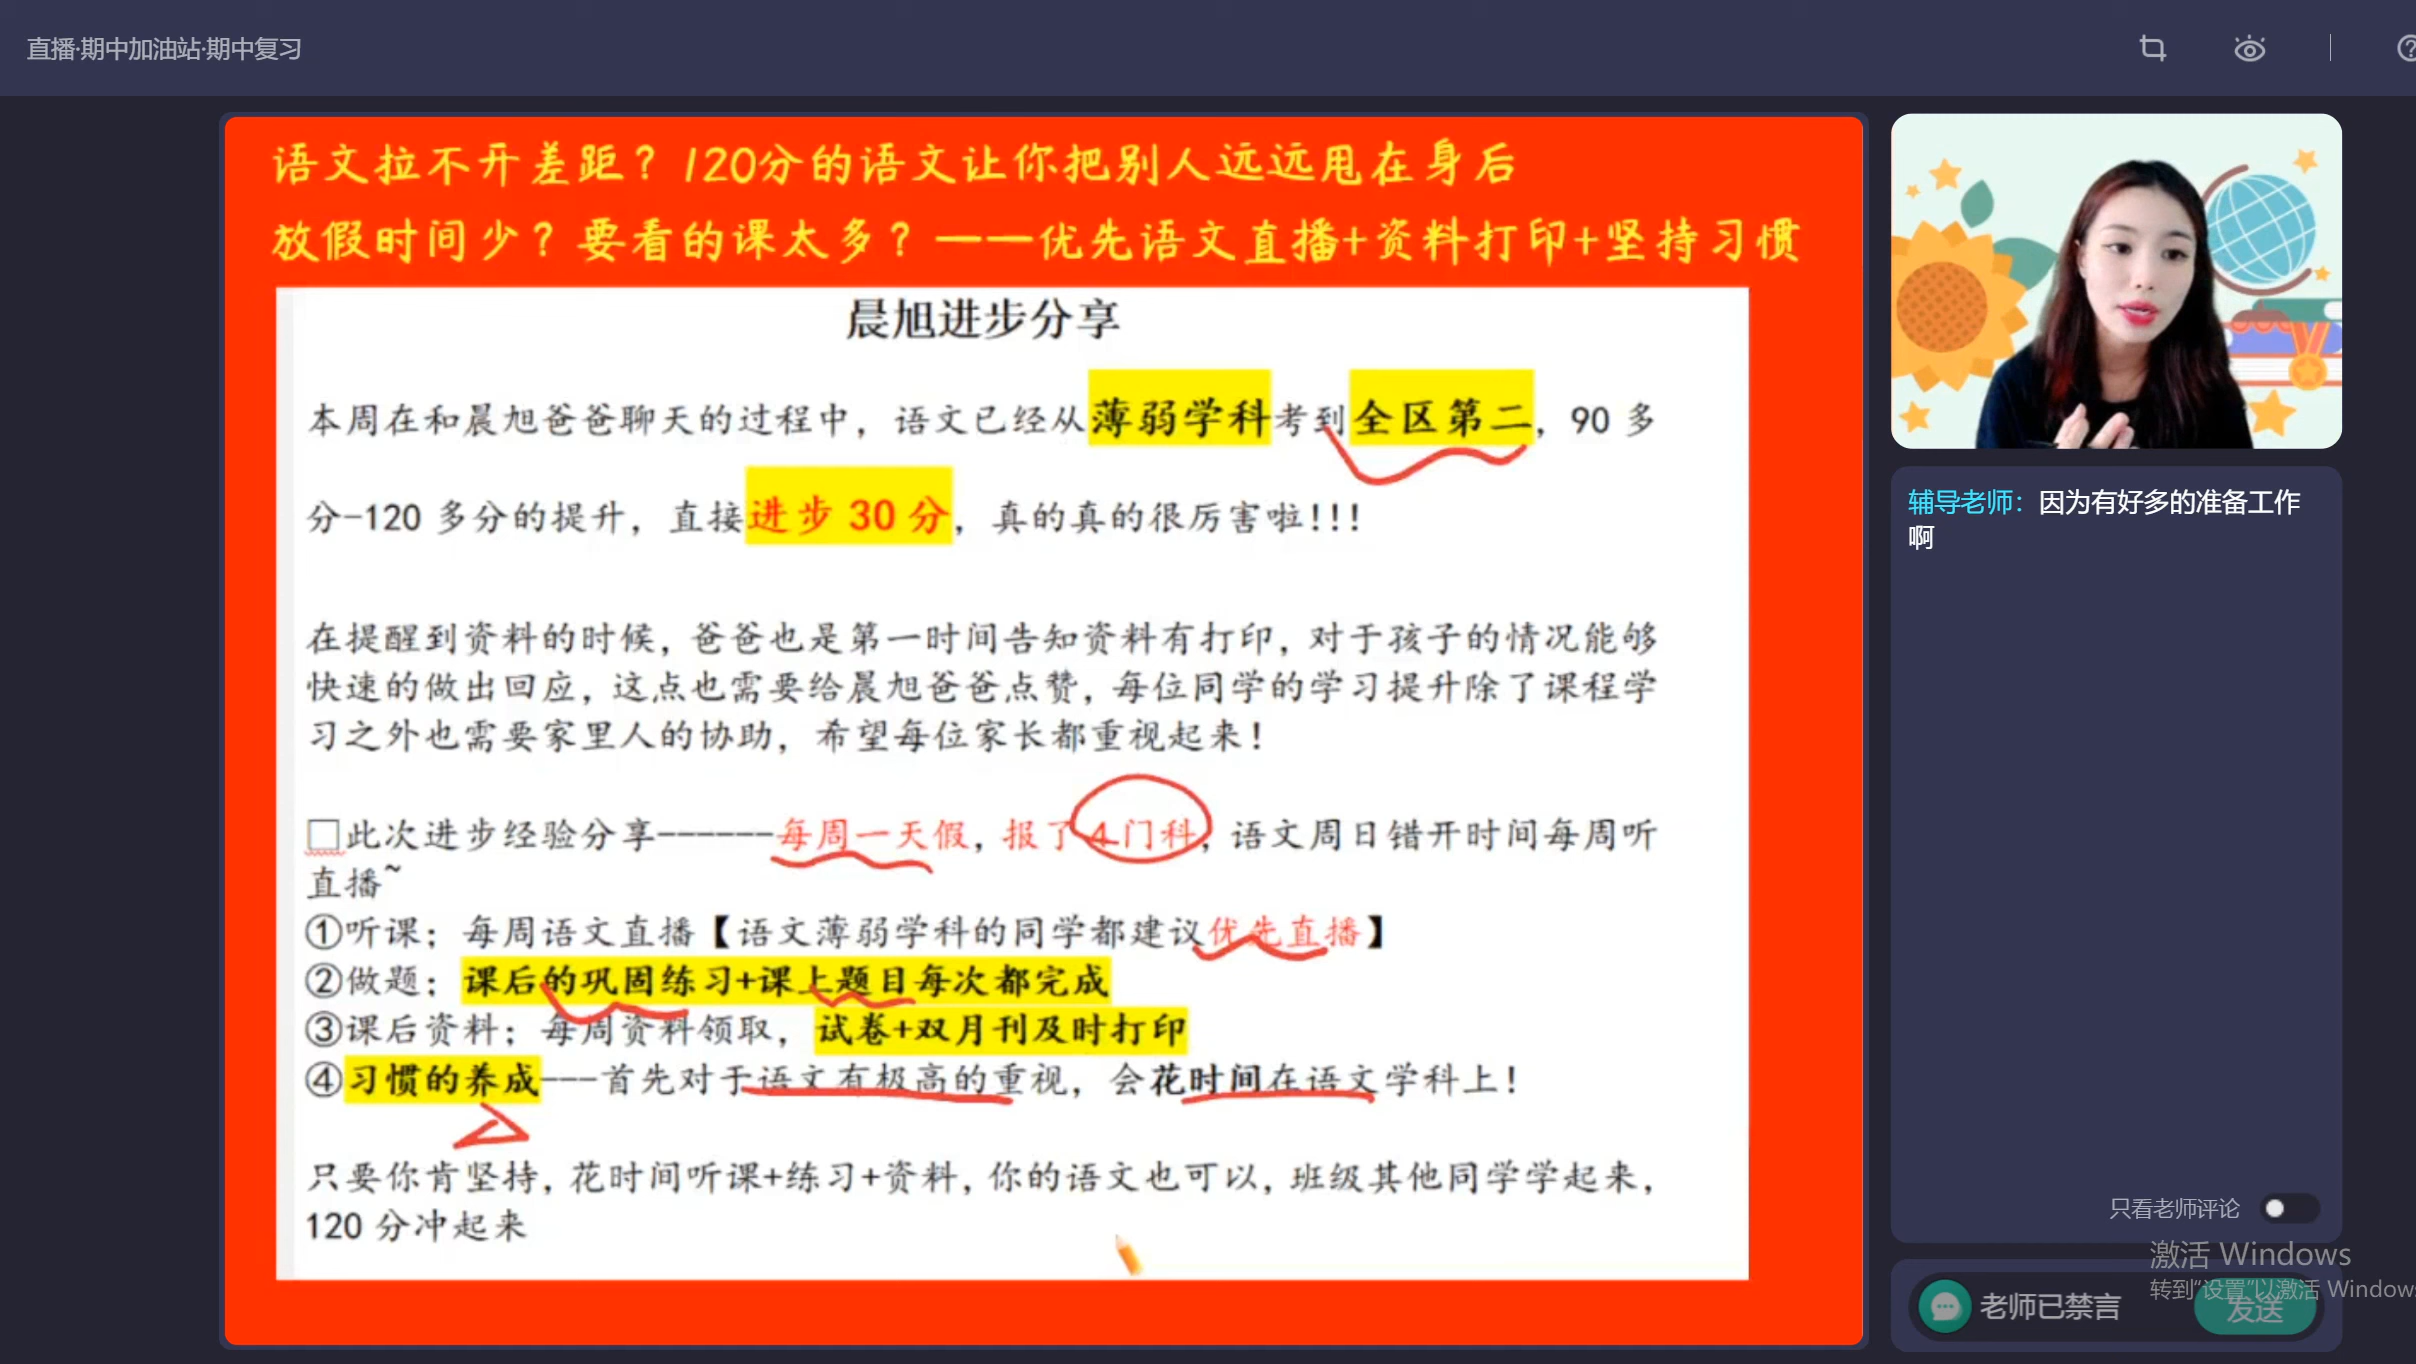 直播·期中加油站·期中复习
语文拉不开差距？120分的语文让你把别人远远甩在身后
放假时间少？要看的课太多？——优先语文直播+资料打印+坚持习惯
晨旭进步分享
本周在和晨旭爸爸聊天的过程中，语文已经从薄弱学科考到全区第二，90 多
分-120 多分的提升，直接进步 30 分，真的真的很厉害啦!!!
在提醒到资料的时候，爸爸也是第一时间告知资料有打印，对于孩子的情况能够
快速的做出回应，这点也需要给晨旭爸爸点赞，每位同学的学习提升除了课程学
习之外也需要家里人的协助，希望每位家长都重视起来！
□此次进步经验分享------每周一天假，报了 4 门科，语文周日错开时间每周听
直播~
①听课；每周语文直播【语文薄弱学科的同学都建议优先直播】
②做题；课后的巩固练习+课上题目每次都完成
③课后资料；每周资料领取，试卷+双月刊及时打印
④习惯的养成---首先对于语文有极高的重视，会花时间在语文学科上！
只要你肯坚持，花时间听课+练习+资料，你的语文也可以，班级其他同学学起来，
120 分冲起来
辅导老师：因为有好多的准备工作
啊
只看老师评论
激活 Windows
转到"设置"以激活 Windows
老师已禁言
发送